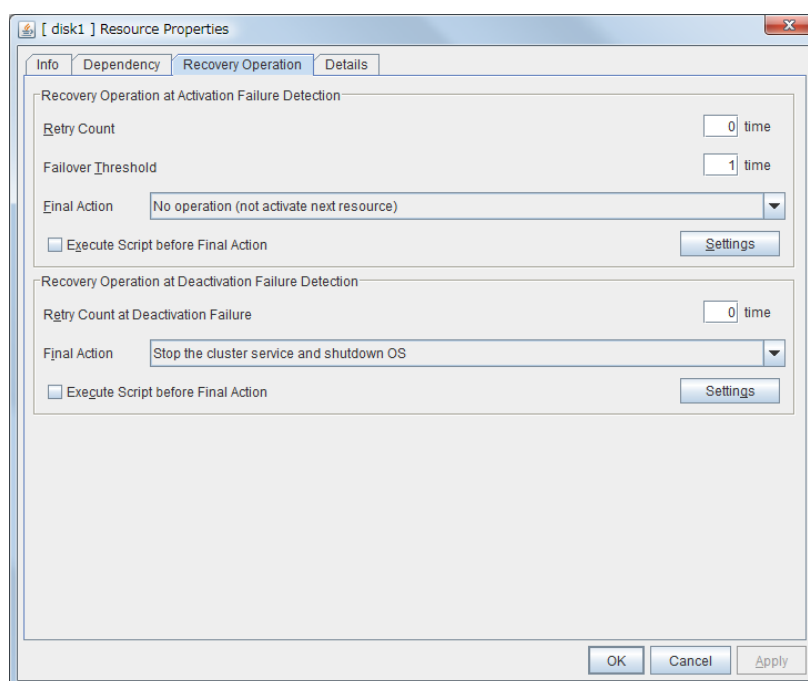 [ disk1 ] Resource Properties
Info Dependency Recovery Operation Details
Recovery Operation at Activation Failure Detection
Retry Count 0 time
Failover Threshold 1 time
Final Action No operation (not activate next resource)
Execute Script before Final Action Settings
Recovery Operation at Deactivation Failure Detection
Retry Count at Deactivation Failure 0 time
Final Action Stop the cluster service and shutdown OS
Execute Script before Final Action Settings
OK Cancel Apply